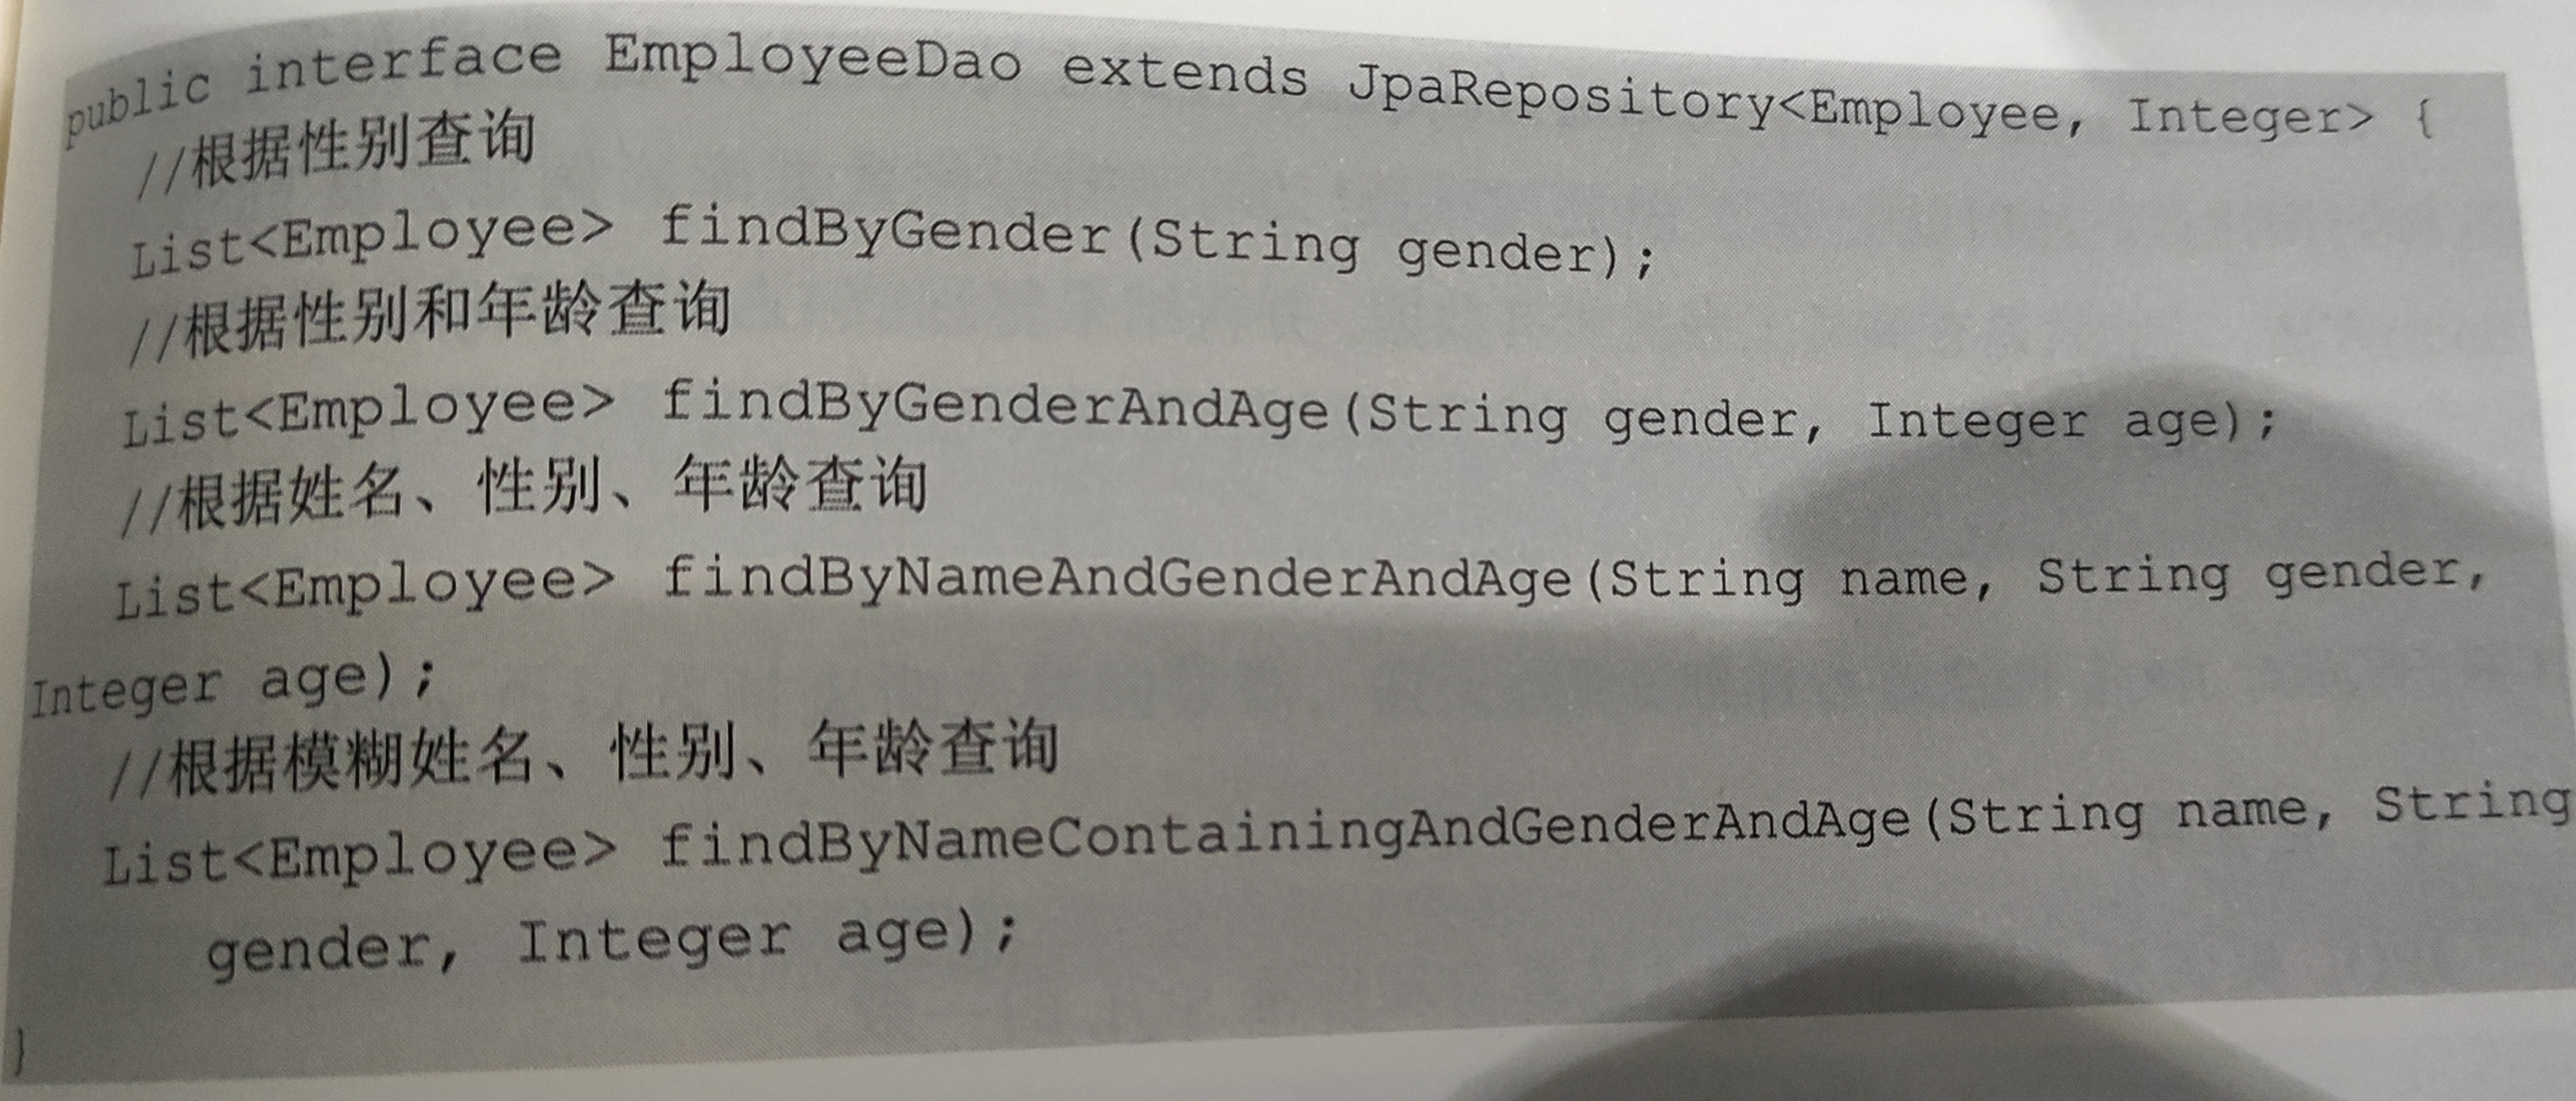 public interface EmployeeDao extends JpaRepository<Employee, Integer> {
//根据性别查询
List<Employee> findByGender(String gender);
//根据性别和年龄查询
List<Employee> findByGenderAndAge(String gender, Integer age);
//根据姓名、性别、年龄查询
List<Employee> findByNameAndGenderAndAge(String name, String gender,
Integer age);
//根据模糊姓名、性别、年龄查询
List<Employee> findByNameContainingAndGenderAndAge(String name, String
gender, Integer age);
}